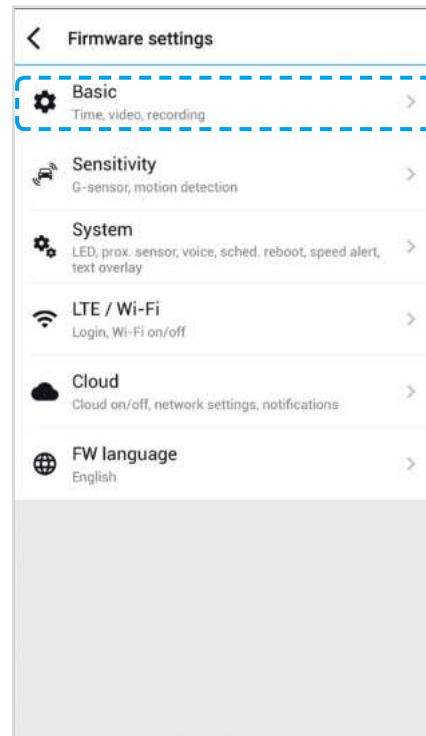 Firmware settings
Basic
Time, video, recording
Sensitivity
G-sensor, motion detection
System
LED, prox. sensor, voice, sched. reboot, speed alert,
text overlay
LTE / Wi-Fi
Login, Wi-Fi on/off
Cloud
Cloud on/off, network settings, notifications
FW language
English